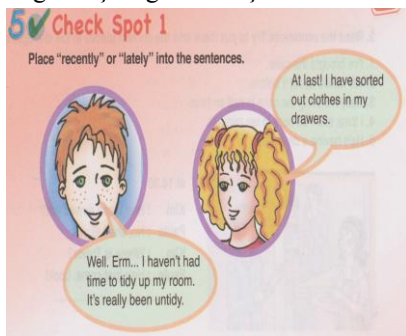 5 Check Spot 1
Place “recently” or “lately” into the sentences.
At last! I have sorted
out clothes in my
drawers.
Well. Erm... I haven't had
time to tidy up my room.
It's really been untidy.